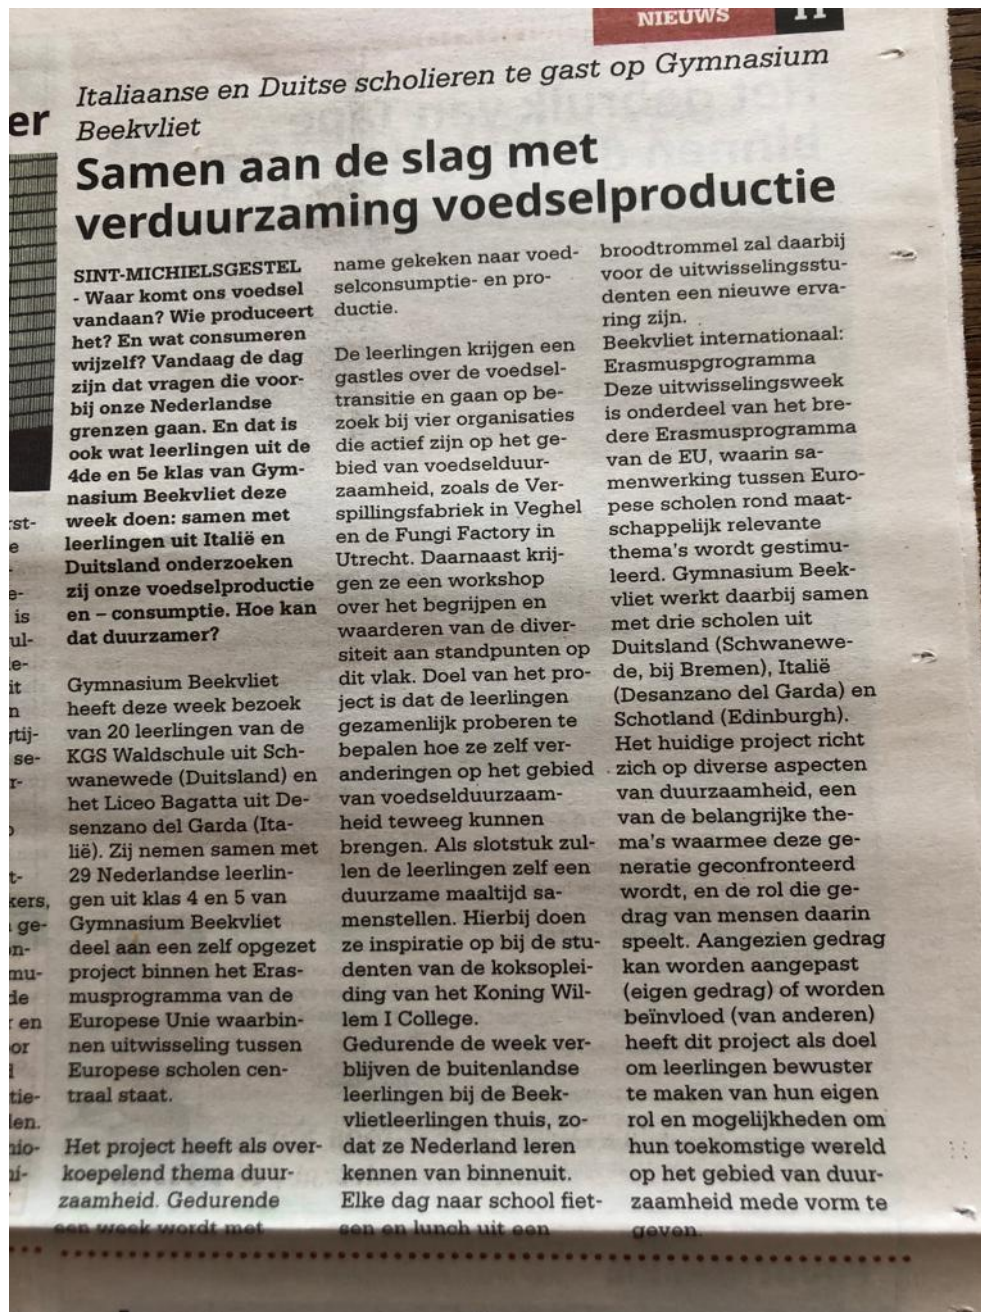 NIEUWS 11
Italiaanse en Duitse scholieren te gast op Gymnasium
Beekvliet
Samen aan de slag met
verduurzaming voedselproductie
SINT-MICHIELSGESTEL
- Waar komt ons voedsel
vandaan? Wie produceert
het? En wat consumeren
wijzelf? Vandaag de dag
zijn dat vragen die voor-
bij onze Nederlandse
grenzen gaan. En dat is
ook wat leerlingen uit de
4de en 5e klas van Gym-
nasium Beekvliet deze
week doen: samen met
leerlingen uit Italië en
Duitsland onderzoeken
zij onze voedselproductie
en – consumptie. Hoe kan
dat duurzamer?
Gymnasium Beekvliet
heeft deze week bezoek
van 20 leerlingen van de
KGS Waldschule uit Sch-
wanewede (Duitsland) en
het Liceo Bagatta uit De-
senzano del Garda (Ita-
lië). Zij nemen samen met
29 Nederlandse leerlin-
gen uit klas 4 en 5 van
Gymnasium Beekvliet
deel aan een zelf opgezet
project binnen het Eras-
musprogramma van de
Europese Unie waarbin-
nen uitwisseling tussen
Europese scholen cen-
traal staat.
Het project heeft als over-
koepelend thema duur-
zaamheid. Gedurende
een week wordt met
name gekeken naar voed-
selconsumptie- en pro-
ductie.
De leerlingen krijgen een
gastles over de voedsel-
transitie en gaan op be-
zoek bij vier organisaties
die actief zijn op het ge-
bied van voedselduur-
zaamheid, zoals de Ver-
spillingsfabriek in Veghel
en de Fungi Factory in
Utrecht. Daarnaast krij-
gen ze een workshop
over het begrijpen en
waarderen van de diver-
siteit aan standpunten op
dit vlak. Doel van het pro-
ject is dat de leerlingen
gezamenlijk proberen te
bepalen hoe ze zelf ver-
anderingen op het gebied
van voedselduurzaam-
heid teweeg kunnen
brengen. Als slotstuk zul-
len de leerlingen zelf een
duurzame maaltijd sa-
menstellen. Hierbij doen
ze inspiratie op bij de stu-
denten van de koksoplei-
ding van het Koning Wil-
lem I College.
Gedurende de week ver-
blijven de buitenlandse
leerlingen bij de Beek-
vlietleerlingen thuis, zo-
dat ze Nederland leren
kennen van binnenuit.
Elke dag naar school fiet-
sen en lunch uit een
broodtrommel zal daarbij
voor de uitwisselingsstu-
denten een nieuwe erva-
ring zijn.
Beekvliet internationaal:
Erasmuspgrogramma
Deze uitwisselingsweek
is onderdeel van het bre-
dere Erasmusprogramma
van de EU, waarin sa-
menwerking tussen Euro-
pese scholen rond maat-
schappelijk relevante
thema's wordt gestimu-
leerd. Gymnasium Beek-
vliet werkt daarbij samen
met drie scholen uit
Duitsland (Schwanewe-
de, bij Bremen), Italië
(Desanzano del Garda) en
Schotland (Edinburgh).
Het huidige project richt
zich op diverse aspecten
van duurzaamheid, een
van de belangrijke the-
ma's waarmee deze ge-
neratie geconfronteerd
wordt, en de rol die ge-
drag van mensen daarin
speelt. Aangezien gedrag
kan worden aangepast
(eigen gedrag) of worden
beïnvloed (van anderen)
heeft dit project als doel
om leerlingen bewuster
te maken van hun eigen
rol en mogelijkheden om
hun toekomstige wereld
op het gebied van duur-
zaamheid mede vorm te
geven.